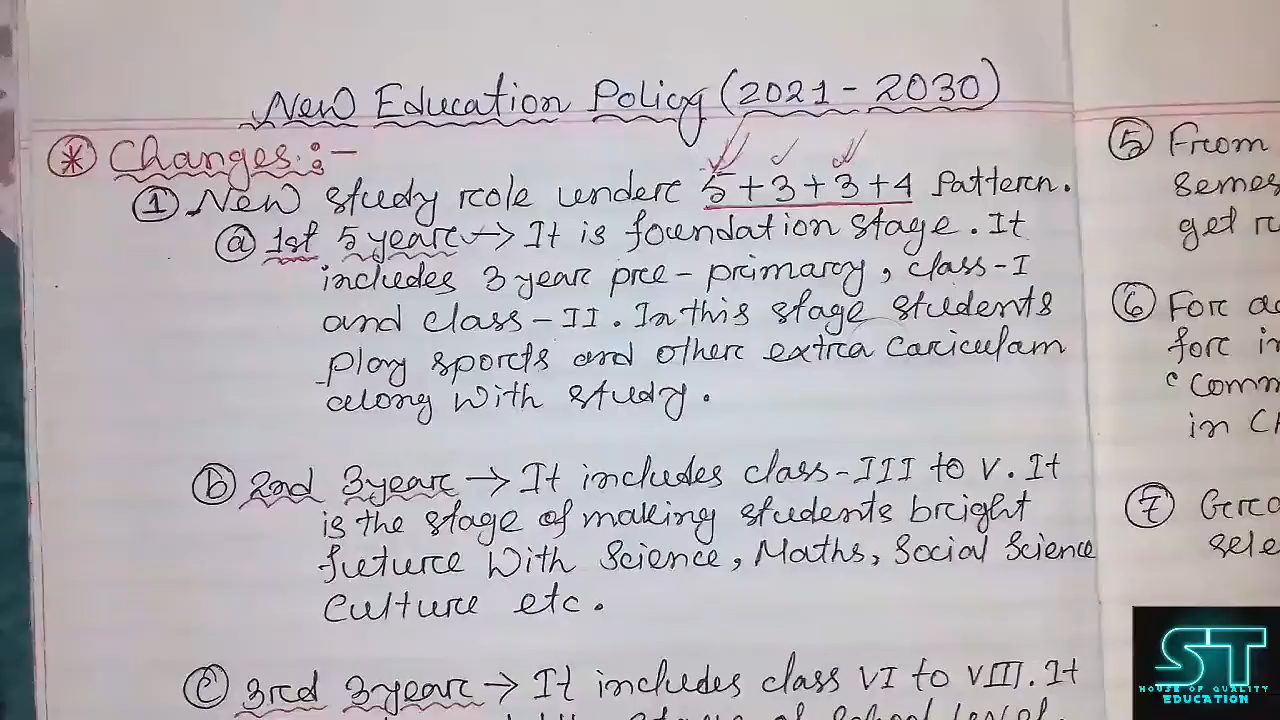 New Education Policy (2021 - 2030)
* Changes :-
1 New study role under 5+3+3+4 Pattern.
a 1st 5 year → It is foundation stage. It
includes 3 year pre-primary, class-I
and class-II. In this stage students
play sports and other extra cariculam
along with study.
b 2nd 3 year → It includes class-III to V. It
is the stage of making students bright
future with Science, Maths, Social Science
Culture etc.
c 3rd 3 year → It includes class VI to VIII. It
5 From
semes
get r
6 For a
for i
comm
in C
7 Gra
sele
ST
HOUSE OF QUALITY
EDUCATION